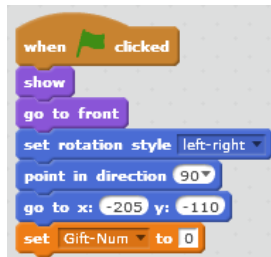 when clicked
show
go to front
set rotation style left-right
point in direction 90
go to x: -205 y: -110
set Gift-Num to 0